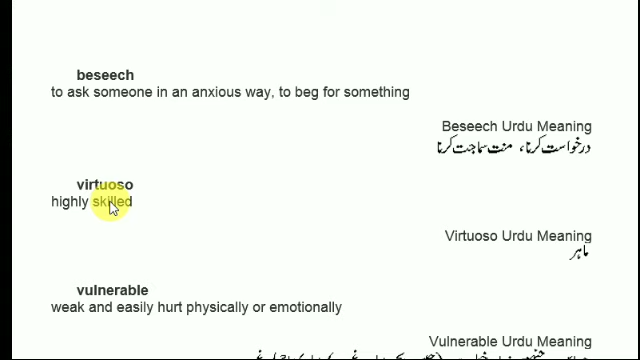 beseech
to ask someone in an anxious way, to beg for something
Beseech Urdu Meaning
درخواست کرنا، منت سماجت کرنا
virtuoso
highly skilled
Virtuoso Urdu Meaning
ماہر
vulnerable
weak and easily hurt physically or emotionally
Vulnerable Urdu Meaning